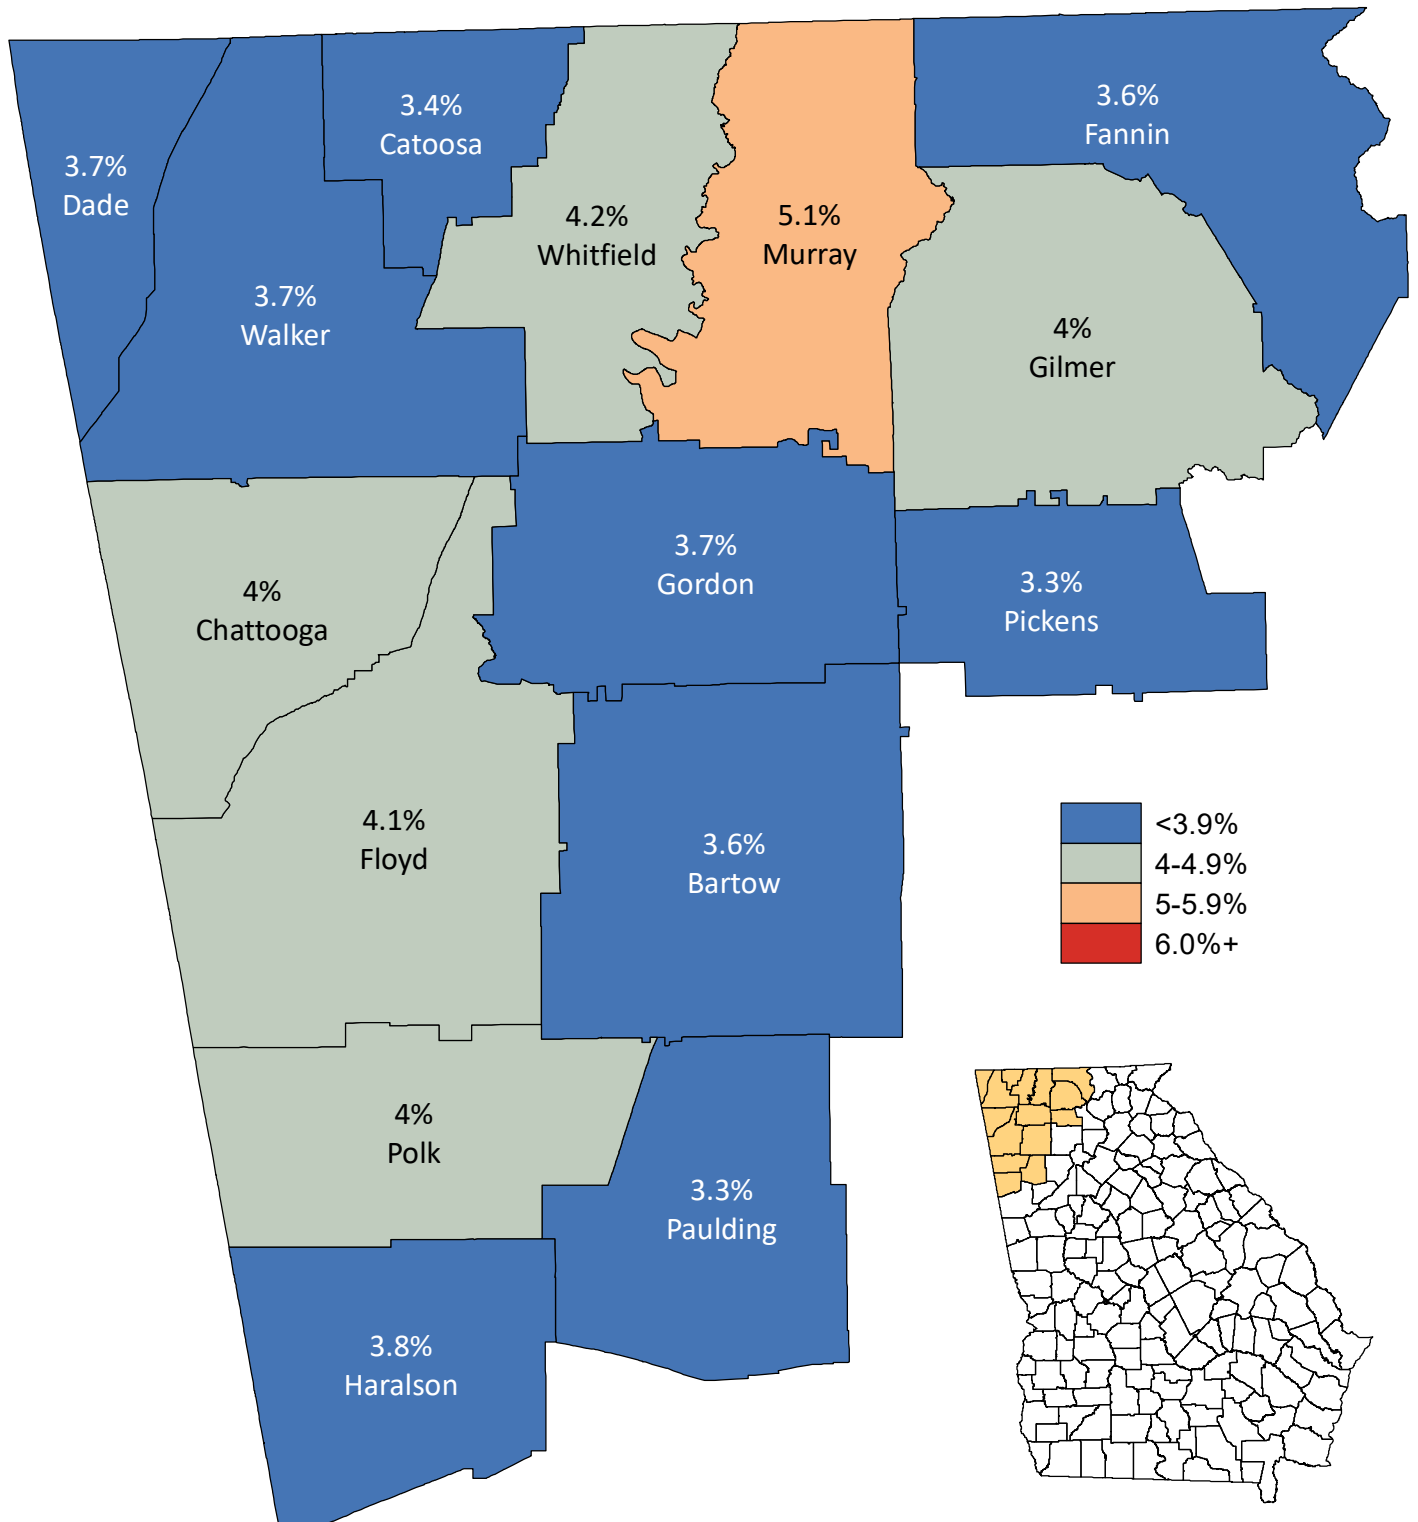 3.4%
Catoosa
3.6%
Fannin
3.7%
Dade
4.2%
Whitfield
5.1%
Murray
3.7%
Walker
4%
Gilmer
3.7%
Gordon
3.3%
Pickens
4%
Chattooga
4.1%
Floyd
3.6%
Bartow
<3.9%
4-4.9%
5-5.9%
6.0%+
4%
Polk
3.3%
Paulding
3.8%
Haralson